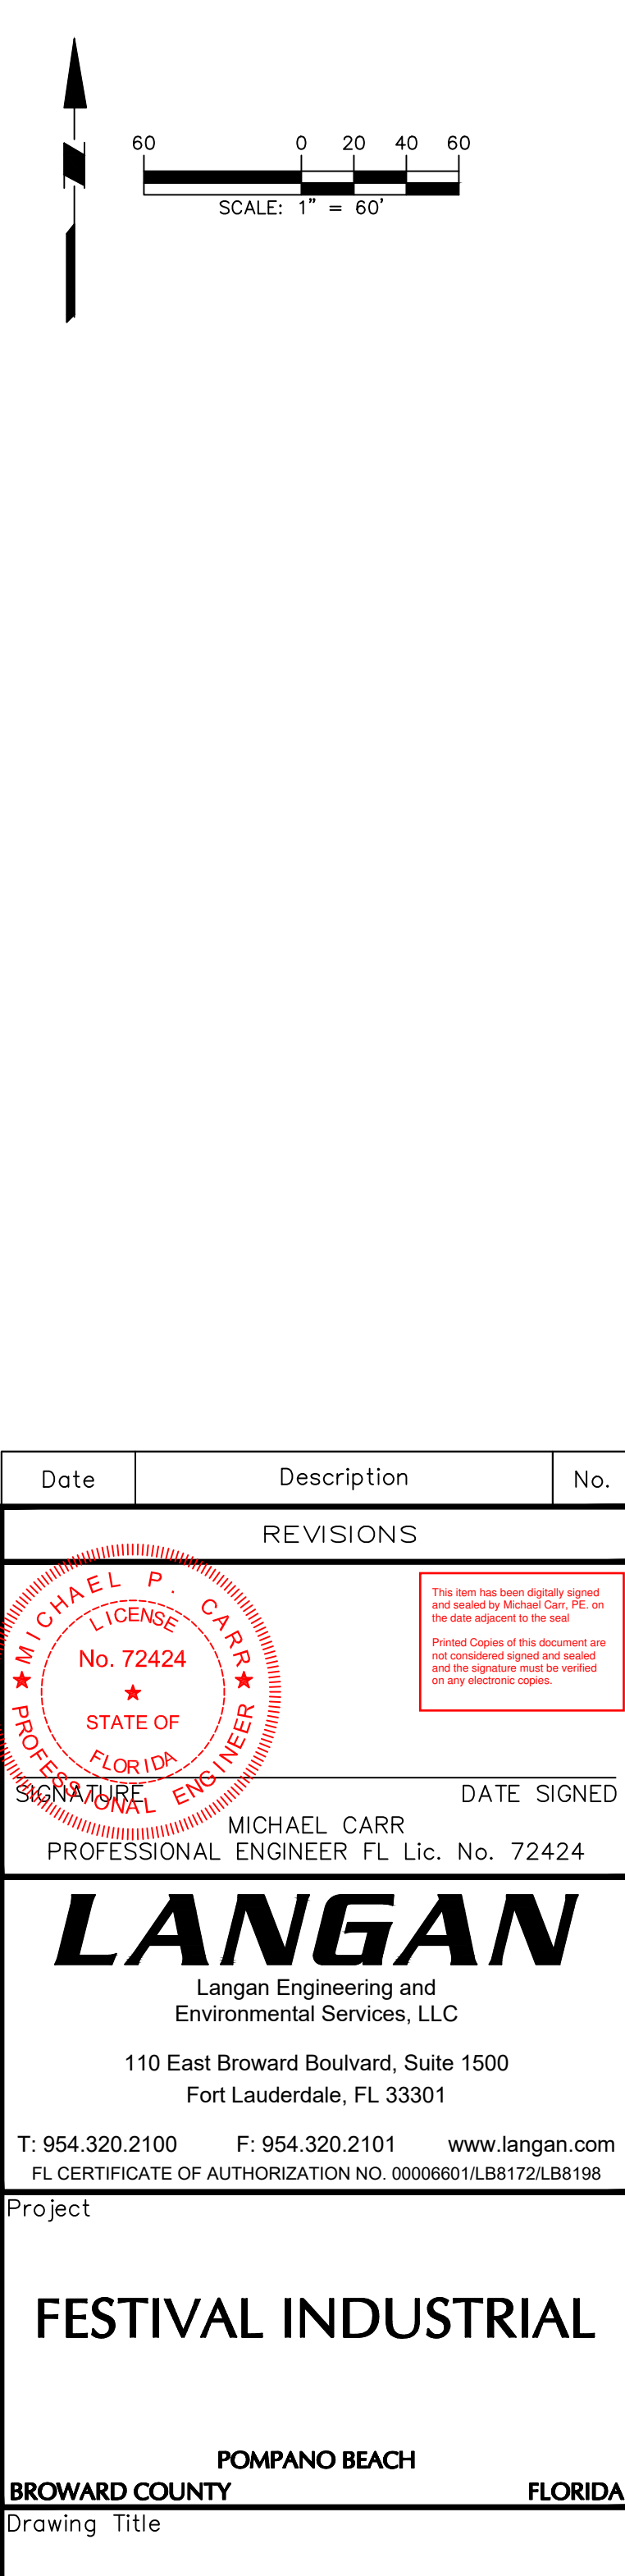 60 0 20 40 60
SCALE: 1" = 60'
Date Description No.
REVISIONS
MICHAEL P. CARR
LICENSE
No. 72424
STATE OF
FLORIDA
PROFESSIONAL ENGINEER
This item has been digitally signed
and sealed by Michael Carr, PE. on
the date adjacent to the seal
Printed Copies of this document are
not considered signed and sealed
and the signature must be verified
on any electronic copies.
SIGNATURE DATE SIGNED
MICHAEL CARR
PROFESSIONAL ENGINEER FL Lic. No. 72424
LANGAN
Langan Engineering and
Environmental Services, LLC
110 East Broward Boulvard, Suite 1500
Fort Lauderdale, FL 33301
T: 954.320.2100 F: 954.320.2101 www.langan.com
FL CERTIFICATE OF AUTHORIZATION NO. 00006601/LB8172/LB8198
Project
FESTIVAL INDUSTRIAL
POMPANO BEACH
BROWARD COUNTY FLORIDA
Drawing Title